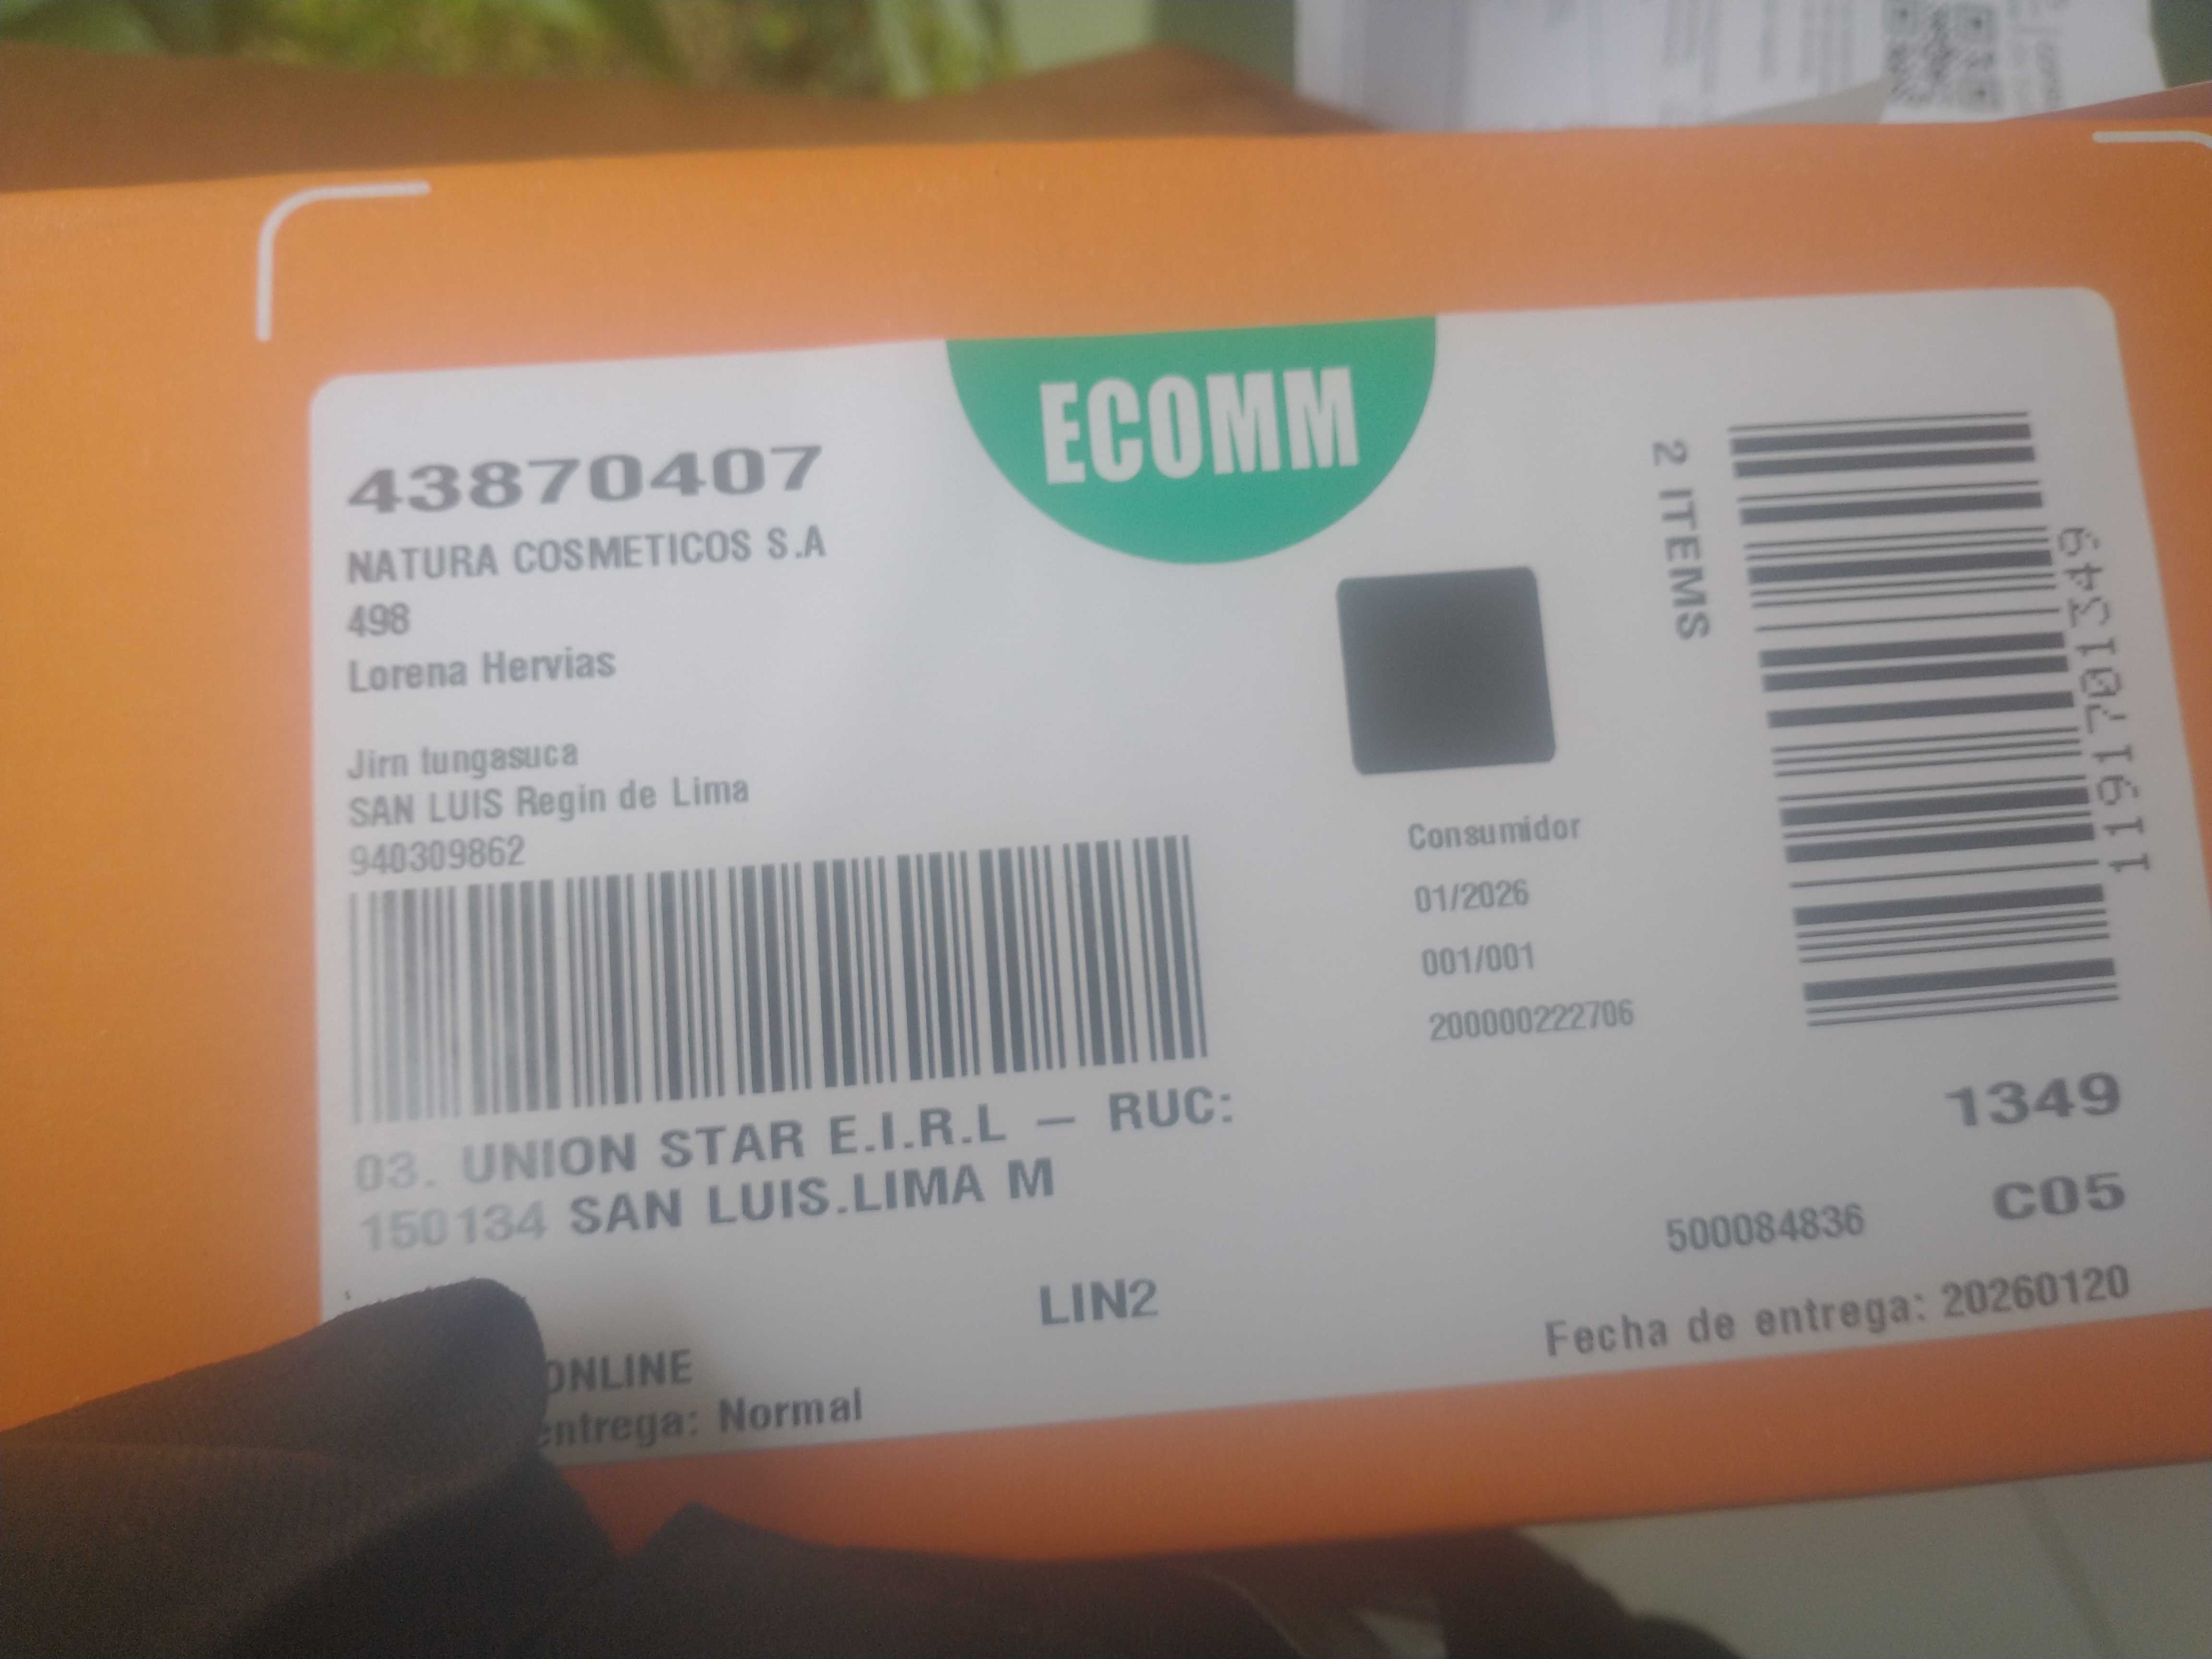 ECOMM
43870407
NATURA COSMETICOS S.A
498
Lorena Hervias
Jirn tungasuca
SAN LUIS Regin de Lima
940309862
03. UNION STAR E.I.R.L – RUC:
150134 SAN LUIS.LIMA M
LIN2
ONLINE
entrega: Normal
2 ITEMS
Consumidor
01/2026
001/001
200000222706
1349
C05
500084836
Fecha de entrega: 20260120